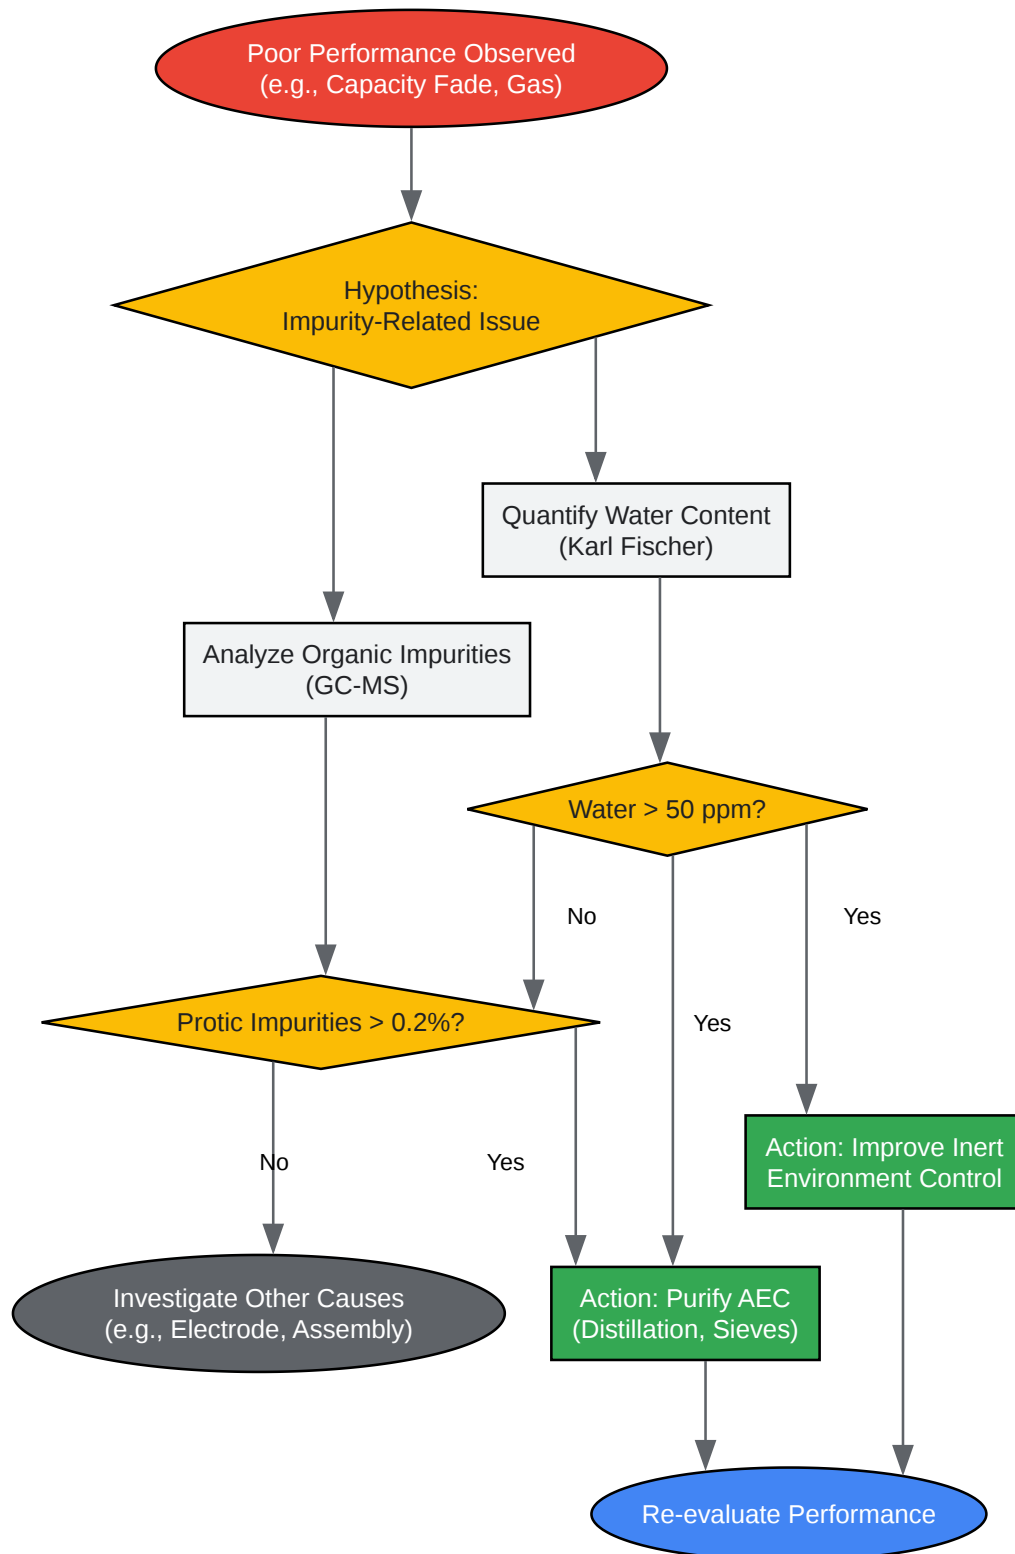 Poor Performance Observed
(e.g., Capacity Fade, Gas)
Hypothesis:
Impurity-Related Issue
Quantify Water Content
(Karl Fischer)
Analyze Organic Impurities
(GC-MS)
Water > 50 ppm?
No
Yes
Protic Impurities > 0.2%?
Yes
Action: Improve Inert
Environment Control
No
Yes
Investigate Other Causes
(e.g., Electrode, Assembly)
Action: Purify AEC
(Distillation, Sieves)
Re-evaluate Performance